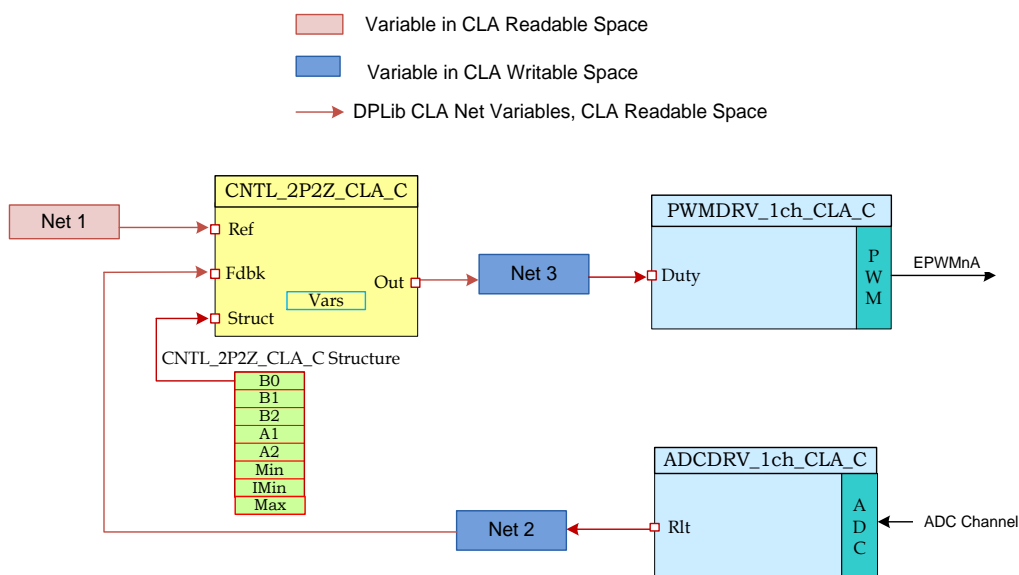 Variable in CLA Readable Space
Variable in CLA Writable Space
DPLib CLA Net Variables, CLA Readable Space
CNTL_2P2Z_CLA_C
Net 1
Ref
Fdbk
Out
Vars
Struct
Net 3
PWMDRV_1ch_CLA_C
Duty
P
W
M
EPWMnA
CNTL_2P2Z_CLA_C Structure
B0
B1
B2
A1
A2
Min
IMin
Max
Net 2
ADCDRV_1ch_CLA_C
Rlt
A
D
C
ADC Channel